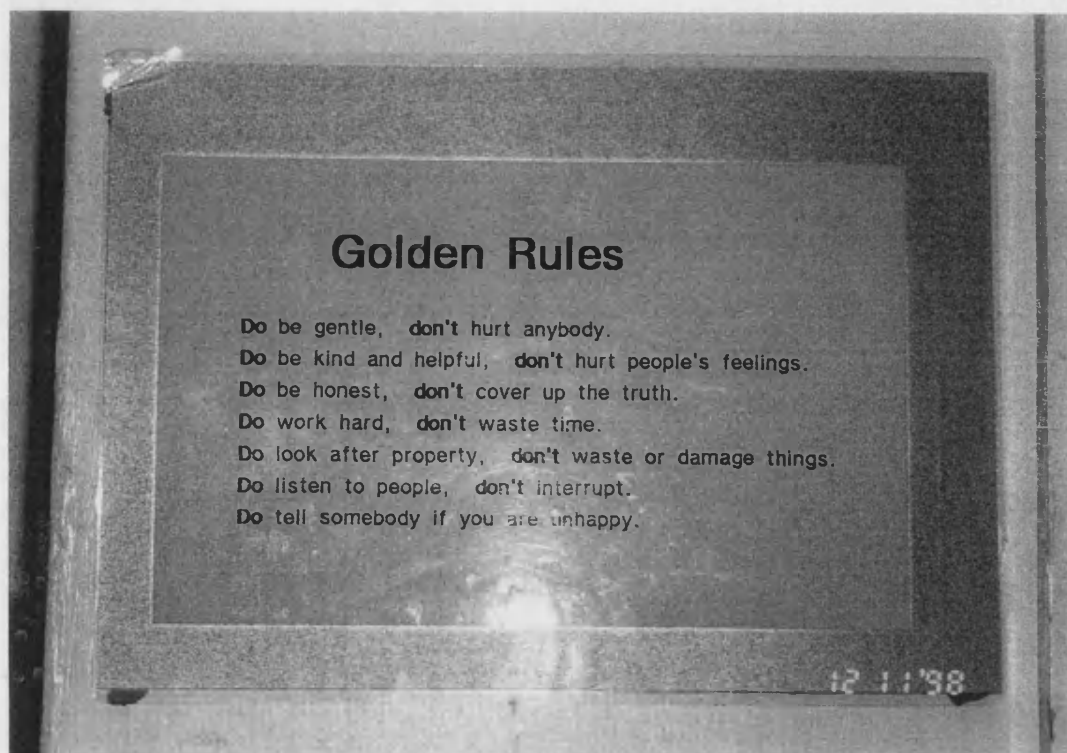 Golden Rules
Do be gentle, don't hurt anybody.
Do be kind and helpful, don't hurt people's feelings.
Do be honest, don't cover up the truth.
Do work hard, don't waste time.
Do look after property, don't waste or damage things.
Do listen to people, don't interrupt.
Do tell somebody if you are unhappy.
12 11'98